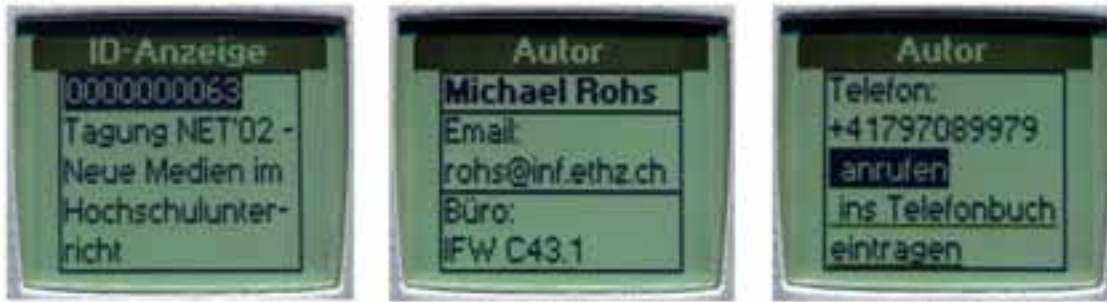 ID-Anzeige
0000000063
Tagung NET'02 -
Neue Medien im
Hochschulunter-
richt
Autor
Michael Rohs
Email:
rohs@inf.ethz.ch
Büro:
IFW C43.1
Autor
Telefon:
+41797089979
anrufen
ins Telefonbuch
eintragen